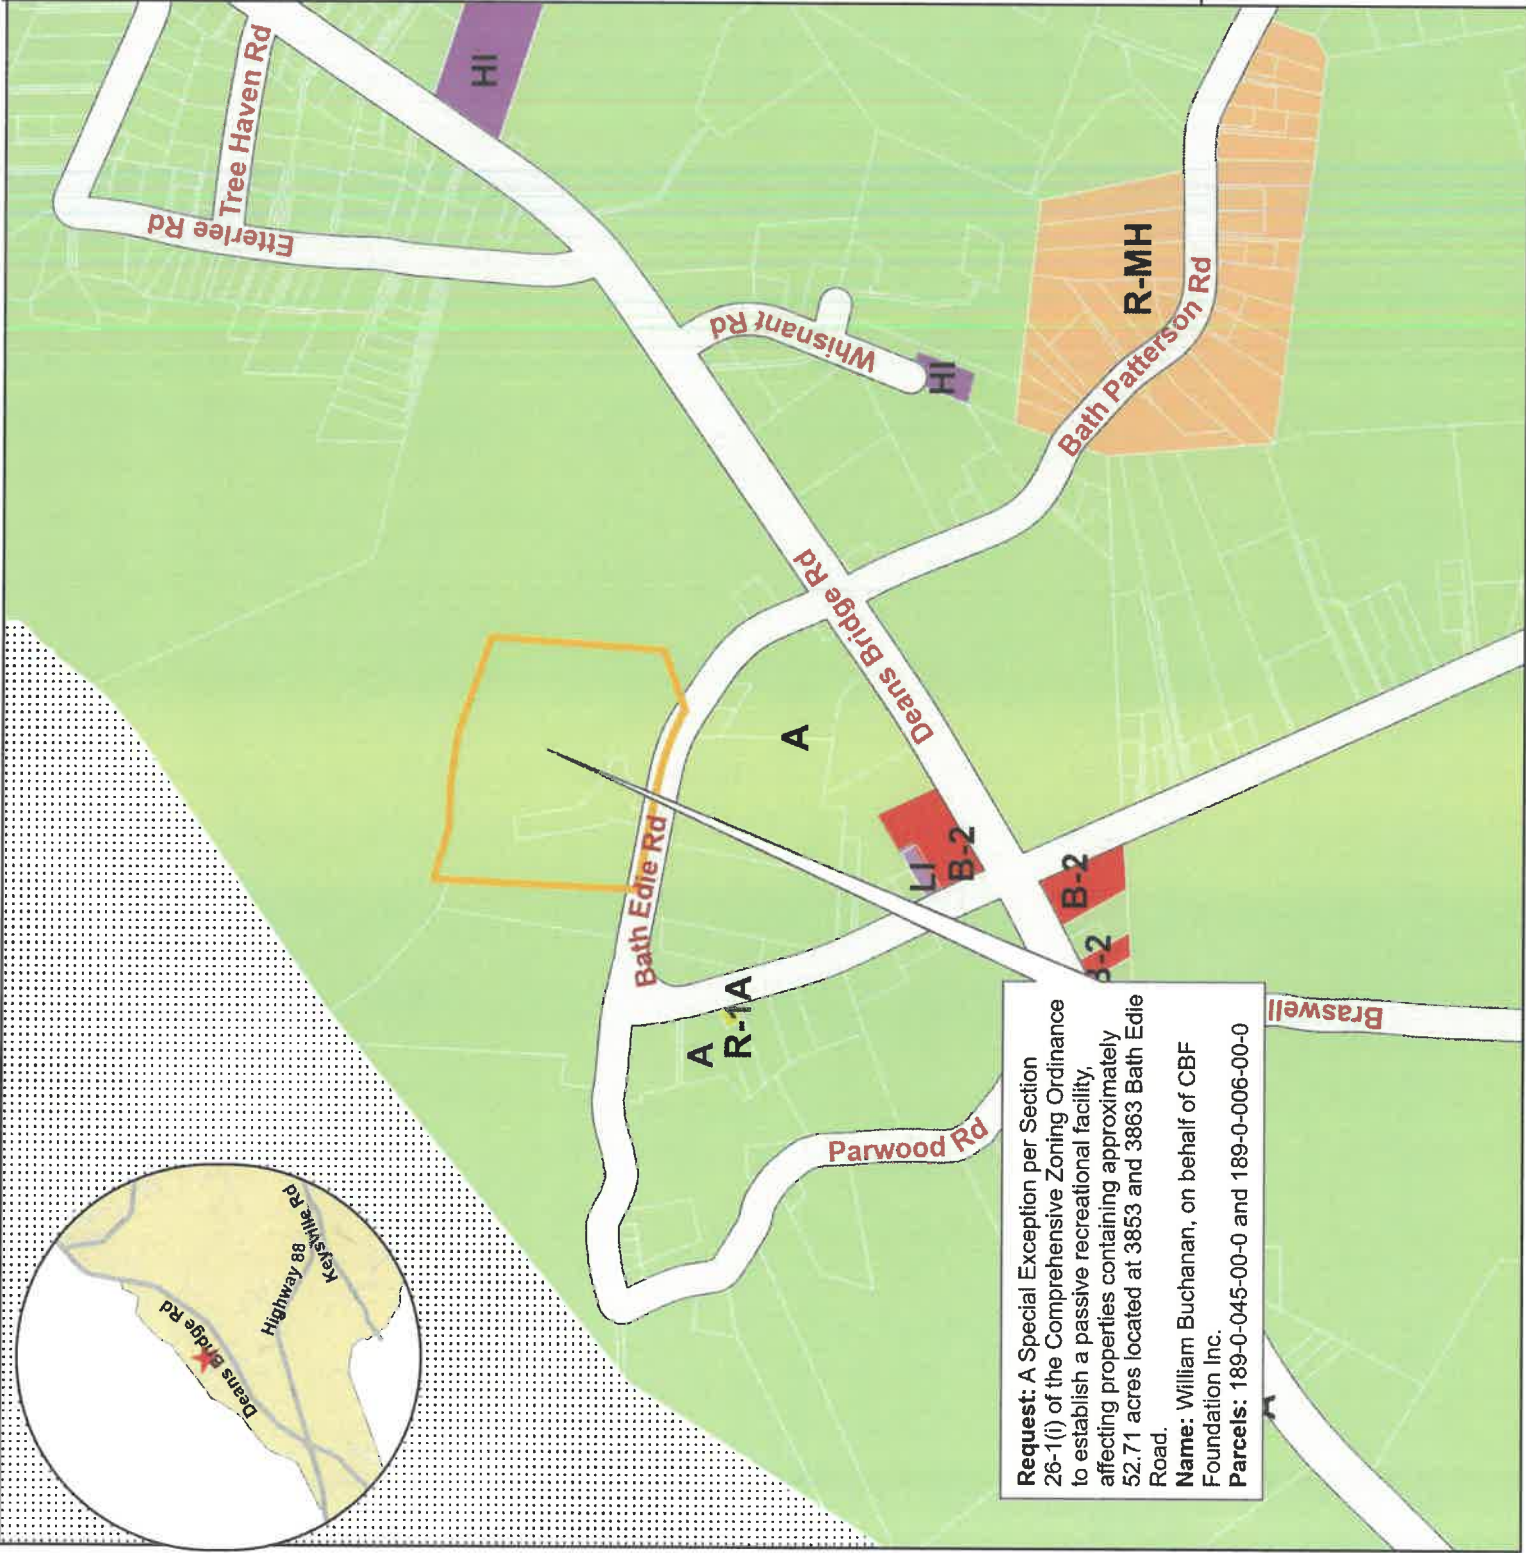 Tree Haven Rd
Etterlee Rd
HI
Whisnant Rd
HI
R-MH
Bath Patterson Rd
Deans Bridge Rd
A
Bath Edie Rd
LI
B-2
B-2
B-2
A
R-1A
Parwood Rd
Braswell
A
Deans Bridge Rd
Highway 88
Keysville Rd
Request: A Special Exception per Section
26-1(i) of the Comprehensive Zoning Ordinance
to establish a passive recreational facility,
affecting properties containing approximately
52.71 acres located at 3853 and 3863 Bath Edie
Road.
Name: William Buchanan, on behalf of CBF
Foundation Inc.
Parcels: 189-0-045-00-0 and 189-0-006-00-0